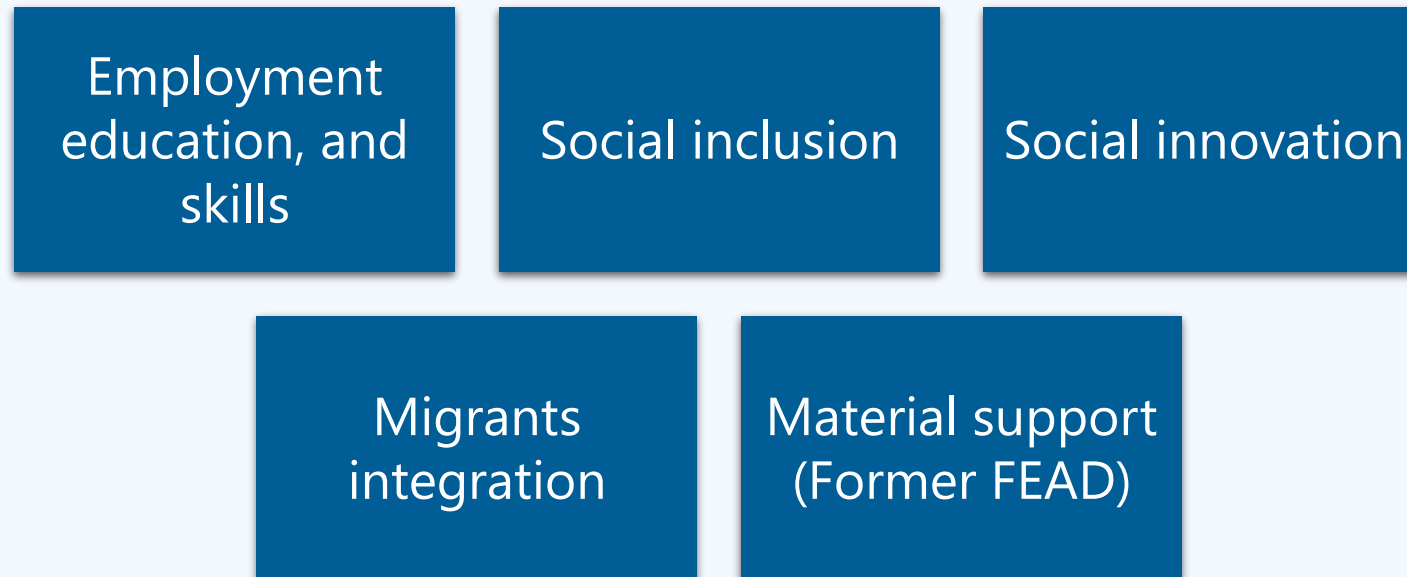 Employment
education, and
skills
Social inclusion
Social innovation
Migrants
integration
Material support
(Former FEAD)